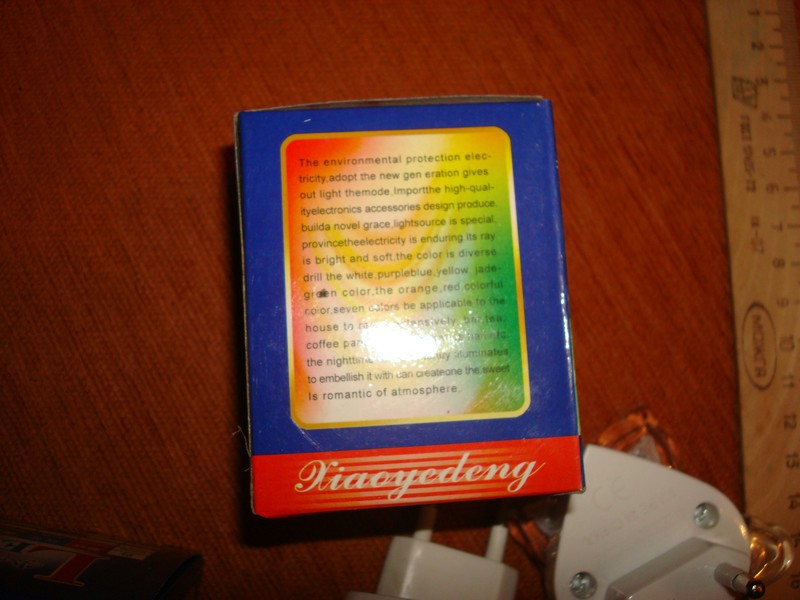 The environmental protection elec-
tricity,adopt the new gen eration gives
out light themode,Importthe high-qual-
ityelectronics accessories design produce.
builda novel grace,lightsource is special,
provincetheelectricity is enduring.Its ray
is bright and soft,the color is diverse
drill the white,purpleblue,yellow, jade-
green color,the orange,red,colorful
color,seven colors be applicable to the
house to
coffee
the nighttime illuminates
to embellish it with can createone the sweet
Is romantic of atmosphere.
Xiaoyedeng